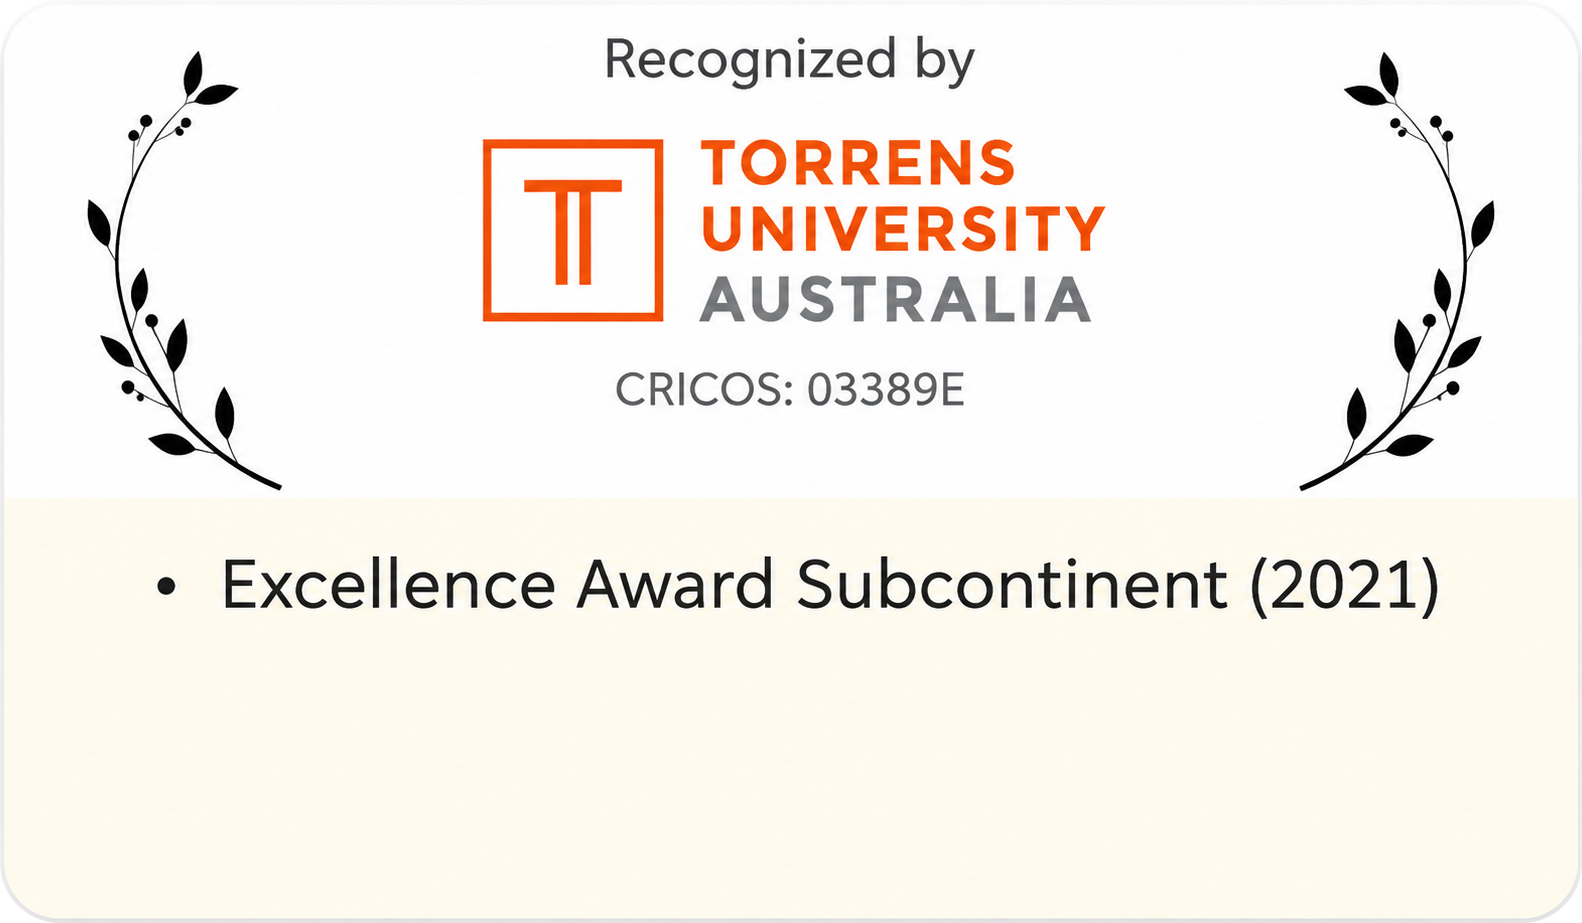 Recognized by
TORRENS
UNIVERSITY
AUSTRALIA
CRICOS: 03389E
• Excellence Award Subcontinent (2021)